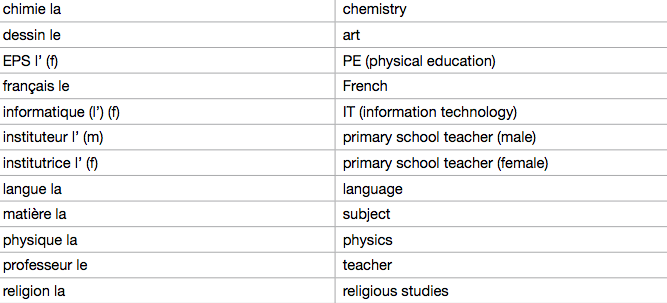 chimie la chemistry
dessin le art
EPS l’ (f) PE (physical education)
français le French
informatique (l’) (f) IT (information technology)
instituteur l’ (m) primary school teacher (male)
institutrice l’ (f) primary school teacher (female)
langue la language
matière la subject
physique la physics
professeur le teacher
religion la religious studies